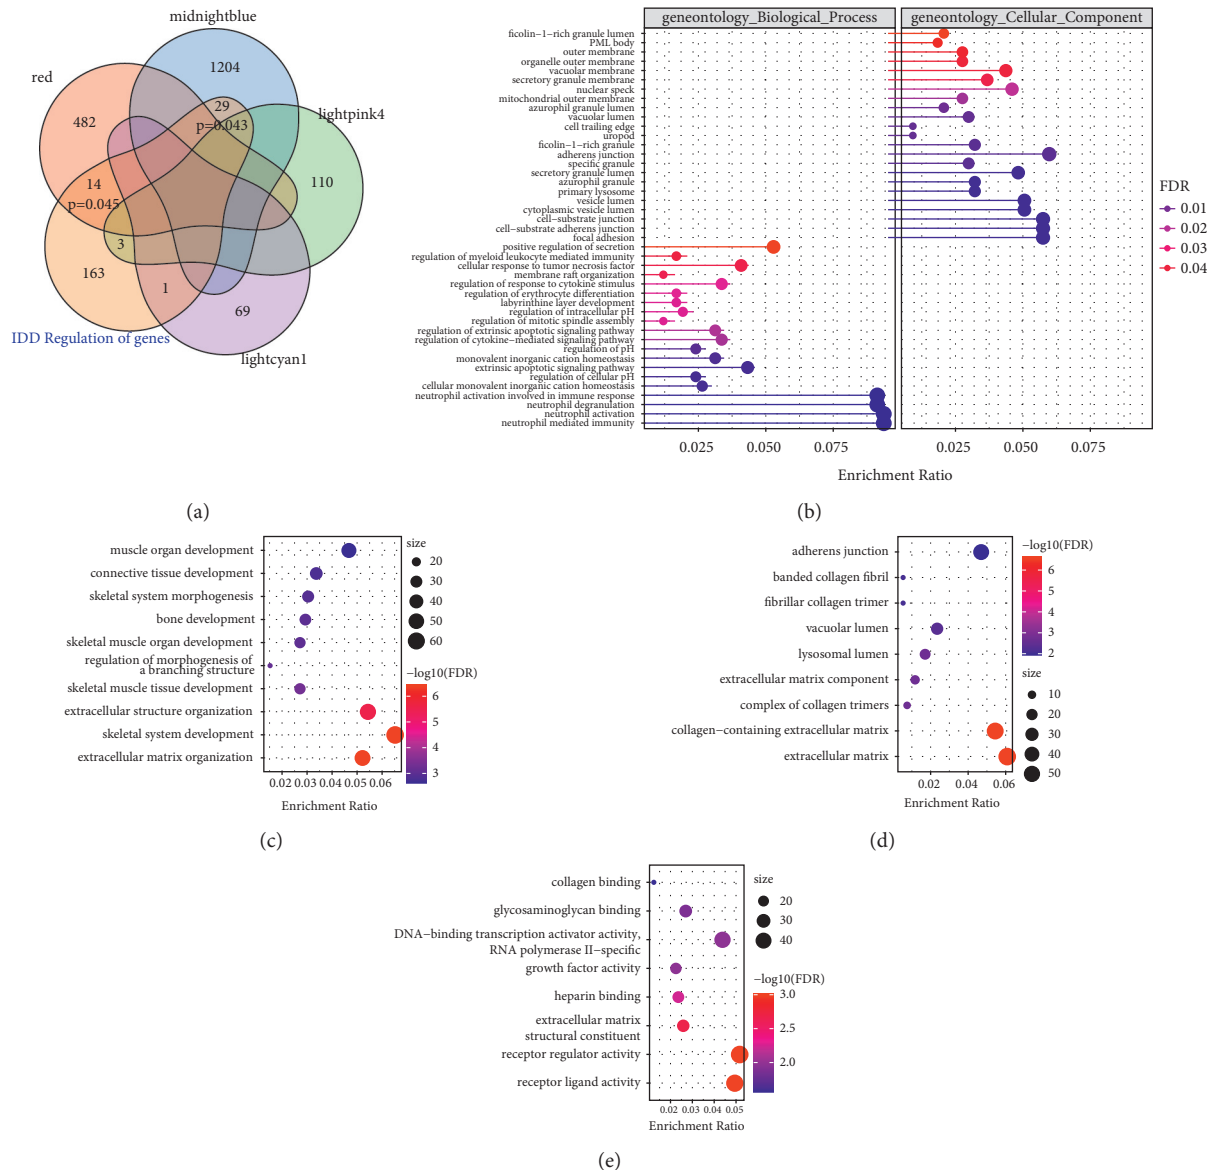 midnightblue
red
lightpink4
1204
29
p=0.043
482
110
14
p=0.045
3
163
1
69
IDD Regulation of genes
lightcyan1
(a)
geneontology_Biological_Process
geneontology_Cellular_Component
ficolin−1−rich granule lumen
PML body
outer membrane
organelle outer membrane
vacuolar membrane
secretory granule membrane
nuclear speck
mitochondrial outer membrane
azurophil granule lumen
vacuolar lumen
cell trailing edge
uropod
ficolin−1−rich granule
adherens junction
specific granule
secretory granule lumen
azurophil granule
primary lysosome
vesicle lumen
cytoplasmic vesicle lumen
cell−substrate junction
cell−substrate adherens junction
focal adhesion
positive regulation of secretion
regulation of myeloid leukocyte mediated immunity
cellular response to tumor necrosis factor
membrane raft organization
regulation of response to cytokine stimulus
regulation of erythrocyte differentiation
labyrinthine layer development
regulation of intracellular pH
regulation of mitotic spindle assembly
regulation of extrinsic apoptotic signaling pathway
regulation of cytokine−mediated signaling pathway
regulation of pH
monovalent inorganic cation homeostasis
extrinsic apoptotic signaling pathway
regulation of cellular pH
cellular monovalent inorganic cation homeostasis
neutrophil activation involved in immune response
neutrophil degranulation
neutrophil activation
neutrophil mediated immunity
0.025 0.050 0.075 0.025 0.050 0.075
Enrichment Ratio
FDR
0.01
0.02
0.03
0.04
(b)
muscle organ development
connective tissue development
skeletal system morphogenesis
bone development
skeletal muscle organ development
regulation of morphogenesis of
a branching structure
skeletal muscle tissue development
extracellular structure organization
skeletal system development
extracellular matrix organization
0.02 0.03 0.04 0.05 0.06
Enrichment Ratio
size
20
30
40
50
60
−log10(FDR)
6
5
4
3
(c)
adherens junction
banded collagen fibril
fibrillar collagen trimer
vacuolar lumen
lysosomal lumen
extracellular matrix component
complex of collagen trimers
collagen−containing extracellular matrix
extracellular matrix
0.02 0.04 0.06
Enrichment Ratio
−log10(FDR)
6
5
4
3
2
size
10
20
30
40
50
(d)
collagen binding
glycosaminoglycan binding
DNA−binding transcription activator activity,
RNA polymerase II−specific
growth factor activity
heparin binding
extracellular matrix
structural constituent
receptor regulator activity
receptor ligand activity
0.02 0.03 0.04 0.05
Enrichment Ratio
size
20
30
40
−log10(FDR)
3.0
2.5
2.0
(e)